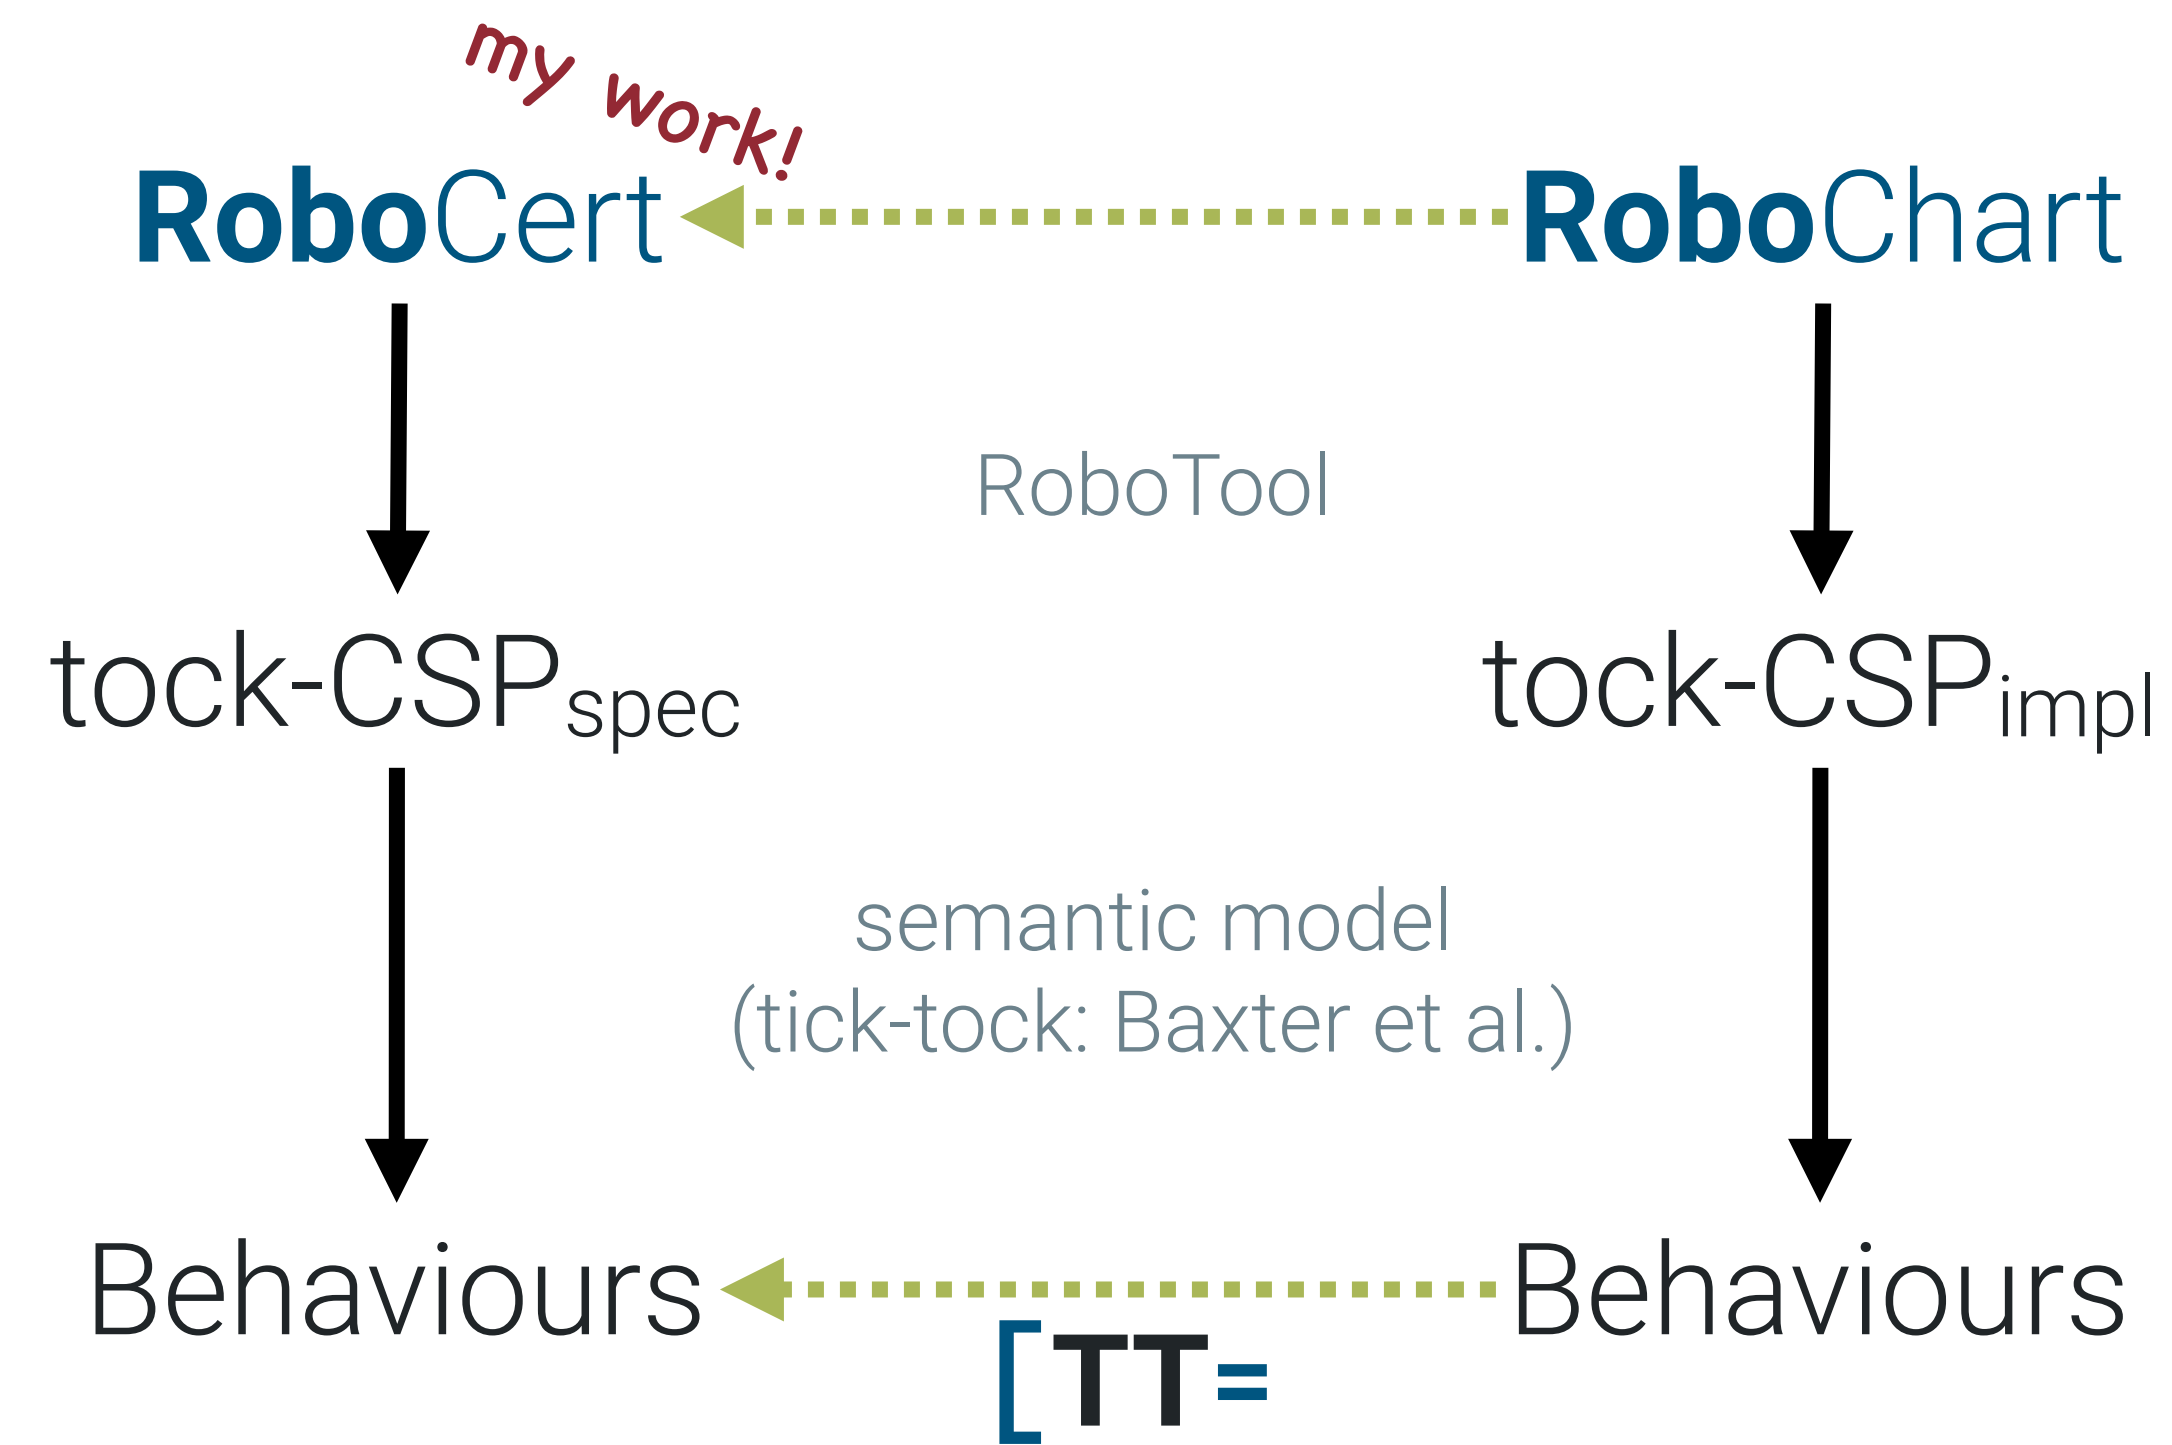 my work!
RoboCert
RoboChart
RoboTool
tock-CSPspec
tock-CSPimpl
semantic model
(tick-tock: Baxter et al.)
Behaviours
Behaviours
[TT=